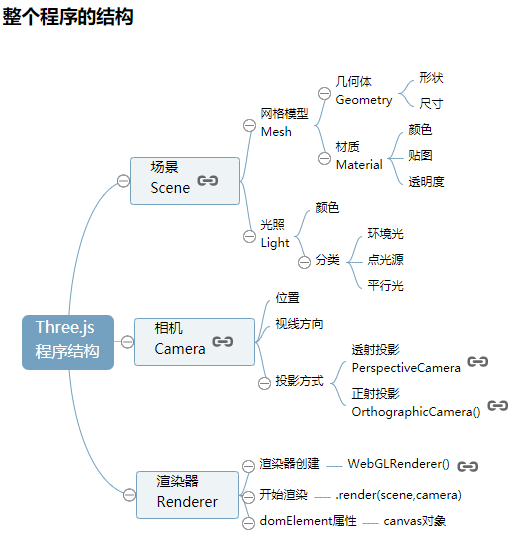 整个程序的结构
Three.js
程序结构
场景
Scene
网格模型
Mesh
几何体
Geometry
形状
尺寸
材质
Material
颜色
贴图
透明度
光照
Light
颜色
分类
环境光
点光源
平行光
相机
Camera
位置
视线方向
投影方式
透射投影
PerspectiveCamera
正射投影
OrthographicCamera()
渲染器
Renderer
渲染器创建
WebGLRenderer()
开始渲染
.render(scene,camera)
domElement属性
canvas对象